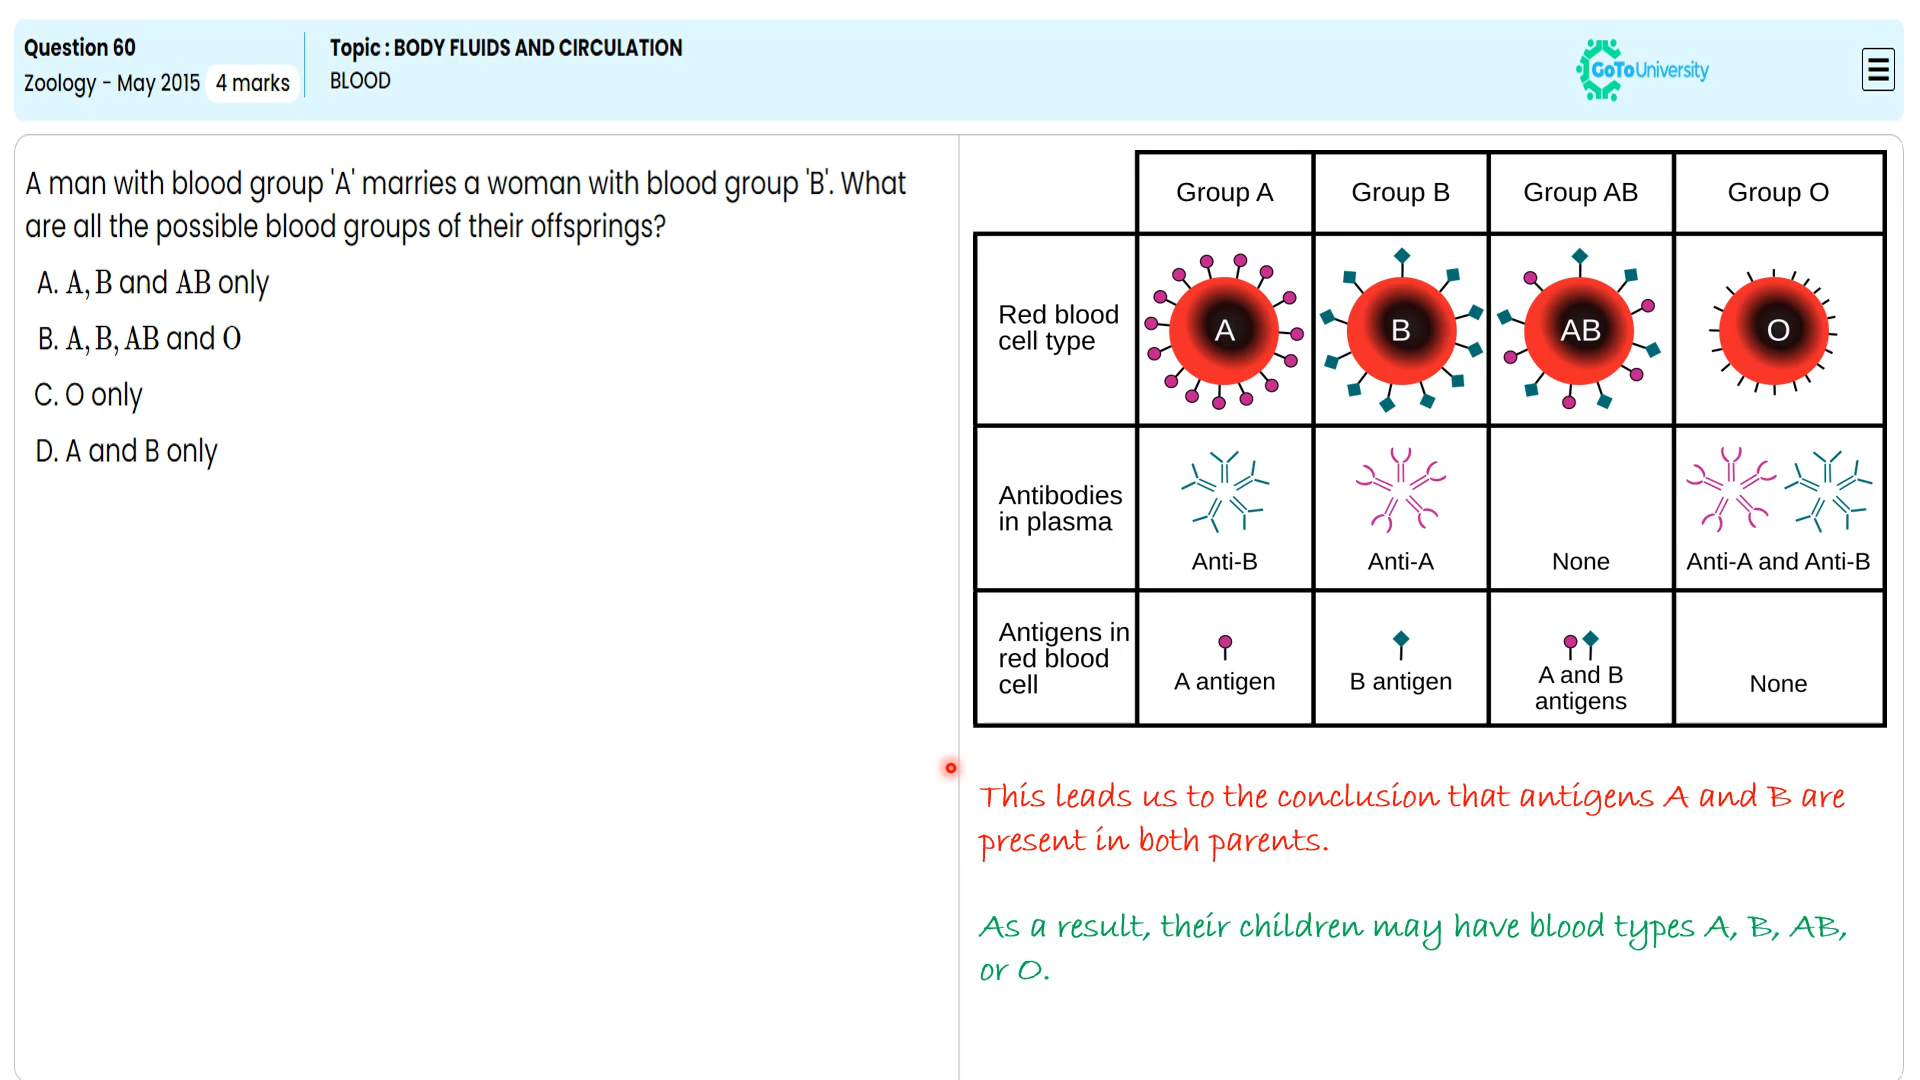 Question 60
Zoology - May 2015 4 marks
Topic : BODY FLUIDS AND CIRCULATION
BLOOD
GoToUniversity
A man with blood group 'A' marries a woman with blood group 'B'. What
are all the possible blood groups of their offsprings?
A. A, B and AB only
B. A, B, AB and O
C. O only
D. A and B only
Group A Group B Group AB Group O
Red blood
cell type
A B AB O
Antibodies
in plasma
Anti-B Anti-A None Anti-A and Anti-B
Antigens in
red blood
cell
A antigen B antigen A and B
antigens None
This leads us to the conclusion that antigens A and B are
present in both parents.
As a result, their children may have blood types A, B, AB,
or O.